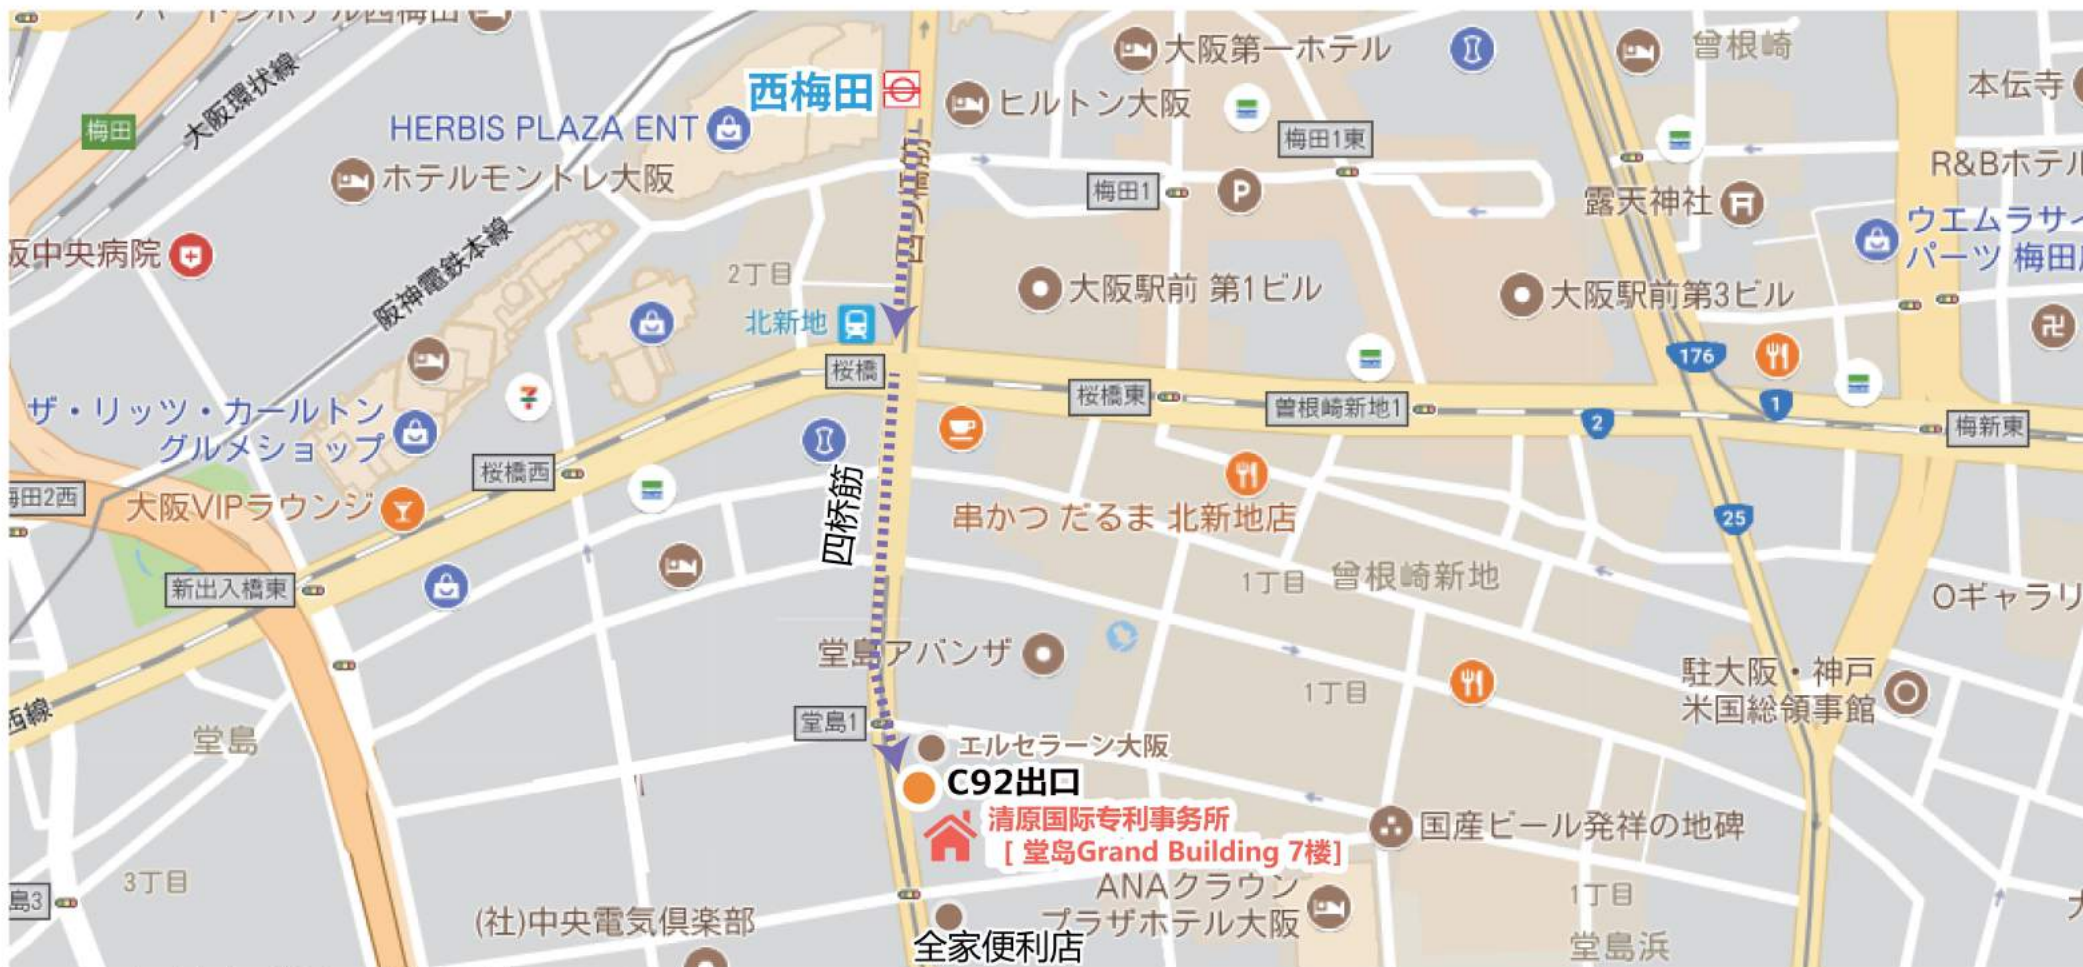 大阪環状線
梅田
西梅田
HERBIS PLAZA ENT
ホテルモントレ大阪
ヒルトン大阪
大阪第一ホテル
曾根崎
本伝寺
梅田1東
梅田1
R&Bホテル
露天神社
ウエムラサイ
パーツ 梅田
阪中央病院
阪神電鉄本線
2丁目
北新地
大阪駅前 第1ビル
大阪駅前第3ビル
176
1
2
25
桜橋
桜橋東
曽根崎新地1
梅新東
ザ・リッツ・カールトン
グルメショップ
桜橋西
梅田2西
大阪VIPラウンジ
四桥筋
串かつ だるま 北新地店
新出入橋東
1丁目
曾根崎新地
Oギャラリ
堂島アバンザ
1丁目
駐大阪・神戸
米国総領事館
西線
堂島
堂島1
エルセラーン大阪
C92出口
清原国际专利事务所
[ 堂岛Grand Building 7楼]
国産ビール発祥の地碑
3丁目
島3
ANAクラウン
プラザホテル大阪
(社)中央電気倶楽部
全家便利店
1丁目
堂島浜